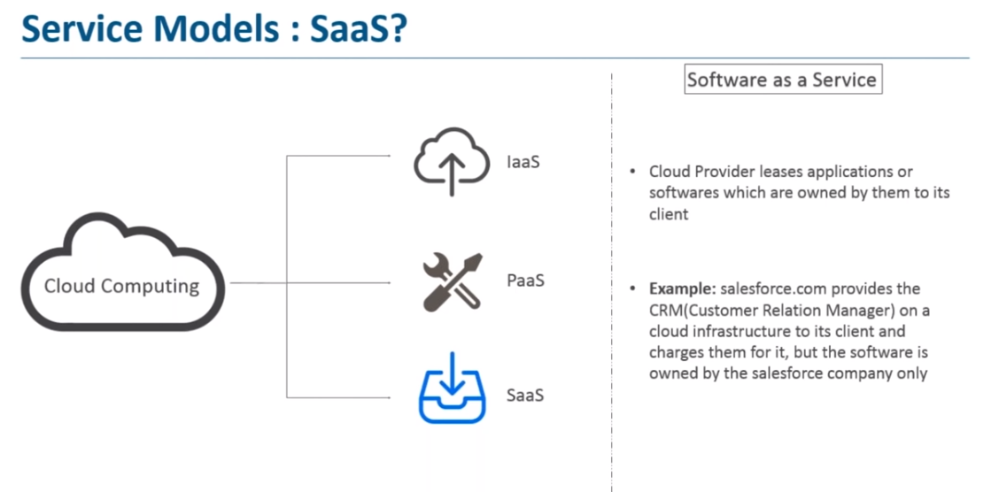 Service Models : SaaS?
Software as a Service
IaaS
Cloud Computing
PaaS
SaaS
• Cloud Provider leases applications or
softwares which are owned by them to its
client
• Example: salesforce.com provides the
CRM(Customer Relation Manager) on a
cloud infrastructure to its client and
charges them for it, but the software is
owned by the salesforce company only